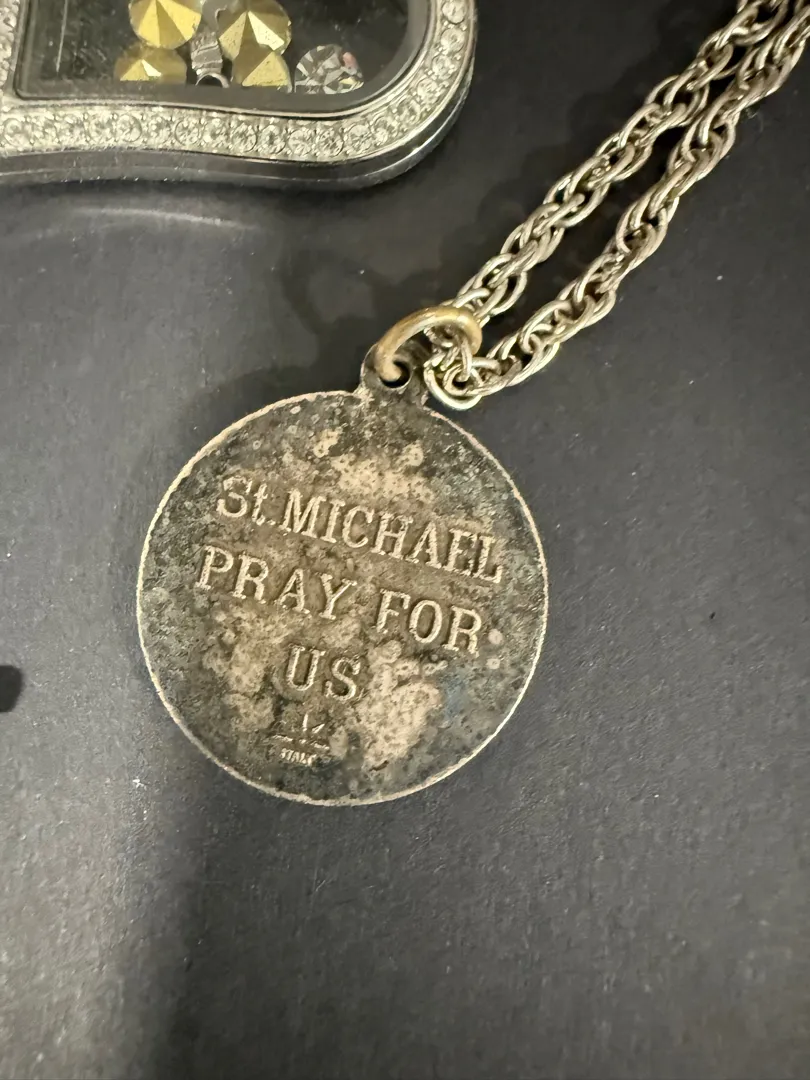 St. MICHAEL
PRAY FOR
US